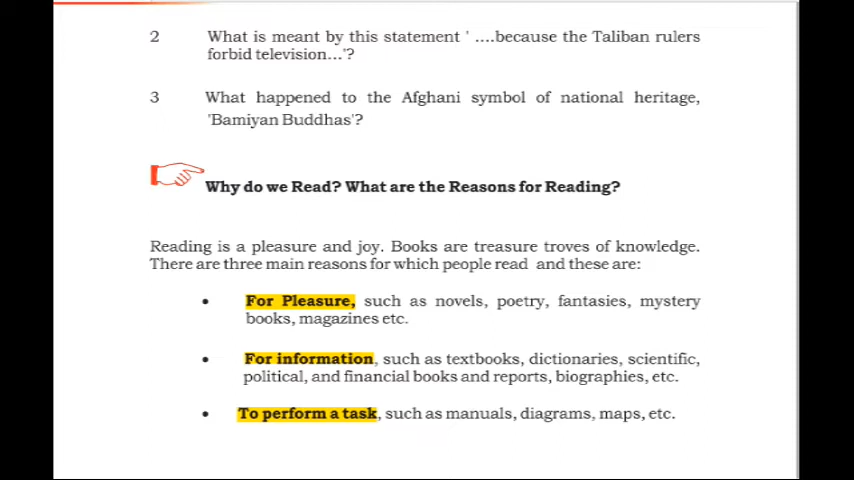 2 What is meant by this statement ' ....because the Taliban rulers
forbid television...'?
3 What happened to the Afghani symbol of national heritage,
'Bamiyan Buddhas'?
Why do we Read? What are the Reasons for Reading?
Reading is a pleasure and joy. Books are treasure troves of knowledge.
There are three main reasons for which people read and these are:
• For Pleasure, such as novels, poetry, fantasies, mystery
books, magazines etc.
• For information, such as textbooks, dictionaries, scientific,
political, and financial books and reports, biographies, etc.
• To perform a task, such as manuals, diagrams, maps, etc.